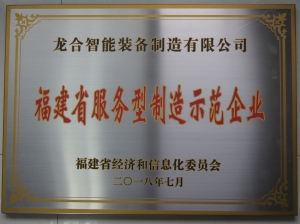 龙合智能装备制造有限公司
福建省服务型制造示范企业
福建省经济和信息化委员会
二〇一八年七月